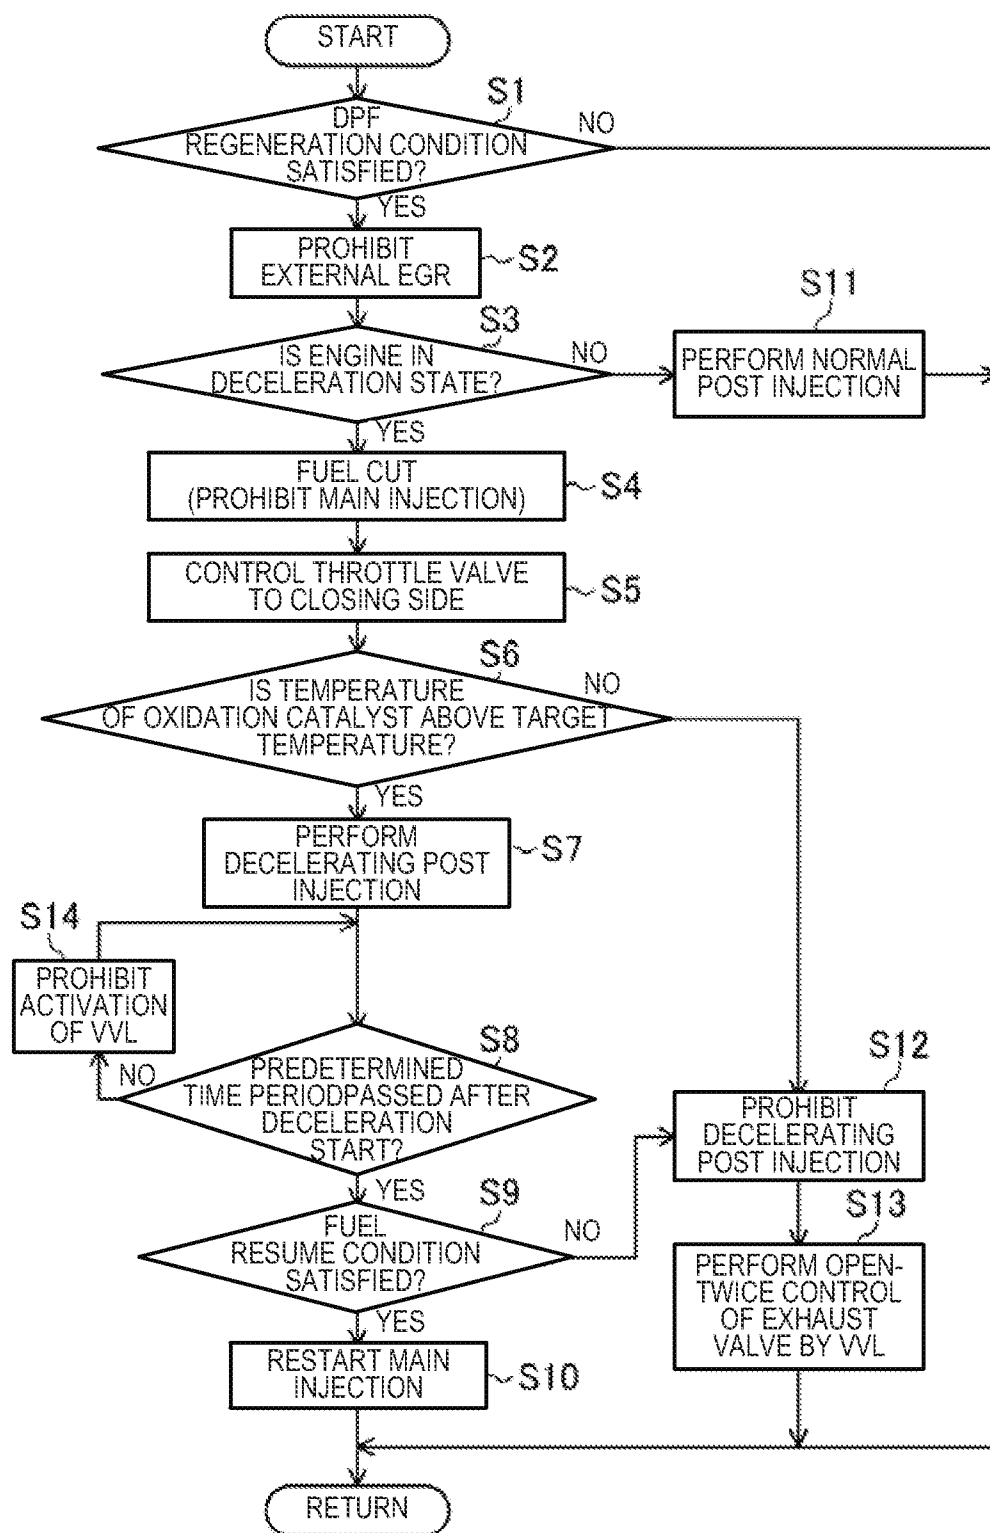 START
S1
DPF
REGENERATION CONDITION
SATISFIED?
NO
YES
PROHIBIT
EXTERNAL EGR
S2
S3
IS ENGINE IN
DECELERATION STATE?
NO
YES
S11
PERFORM NORMAL
POST INJECTION
FUEL CUT
(PROHIBIT MAIN INJECTION)
S4
CONTROL THROTTLE VALVE
TO CLOSING SIDE
S5
S6
IS TEMPERATURE
OF OXIDATION CATALYST ABOVE TARGET
TEMPERATURE?
NO
YES
PERFORM
DECELERATING POST
INJECTION
S7
S14
PROHIBIT
ACTIVATION
OF VVL
S8
PREDETERMINED
TIME PERIODPASSED AFTER
DECELERATION
START?
NO
YES
S12
PROHIBIT
DECELERATING
POST INJECTION
S9
FUEL
RESUME CONDITION
SATISFIED?
NO
YES
S13
PERFORM OPEN-
TWICE CONTROL
OF EXHAUST
VALVE BY VVL
RESTART MAIN
INJECTION
S10
RETURN